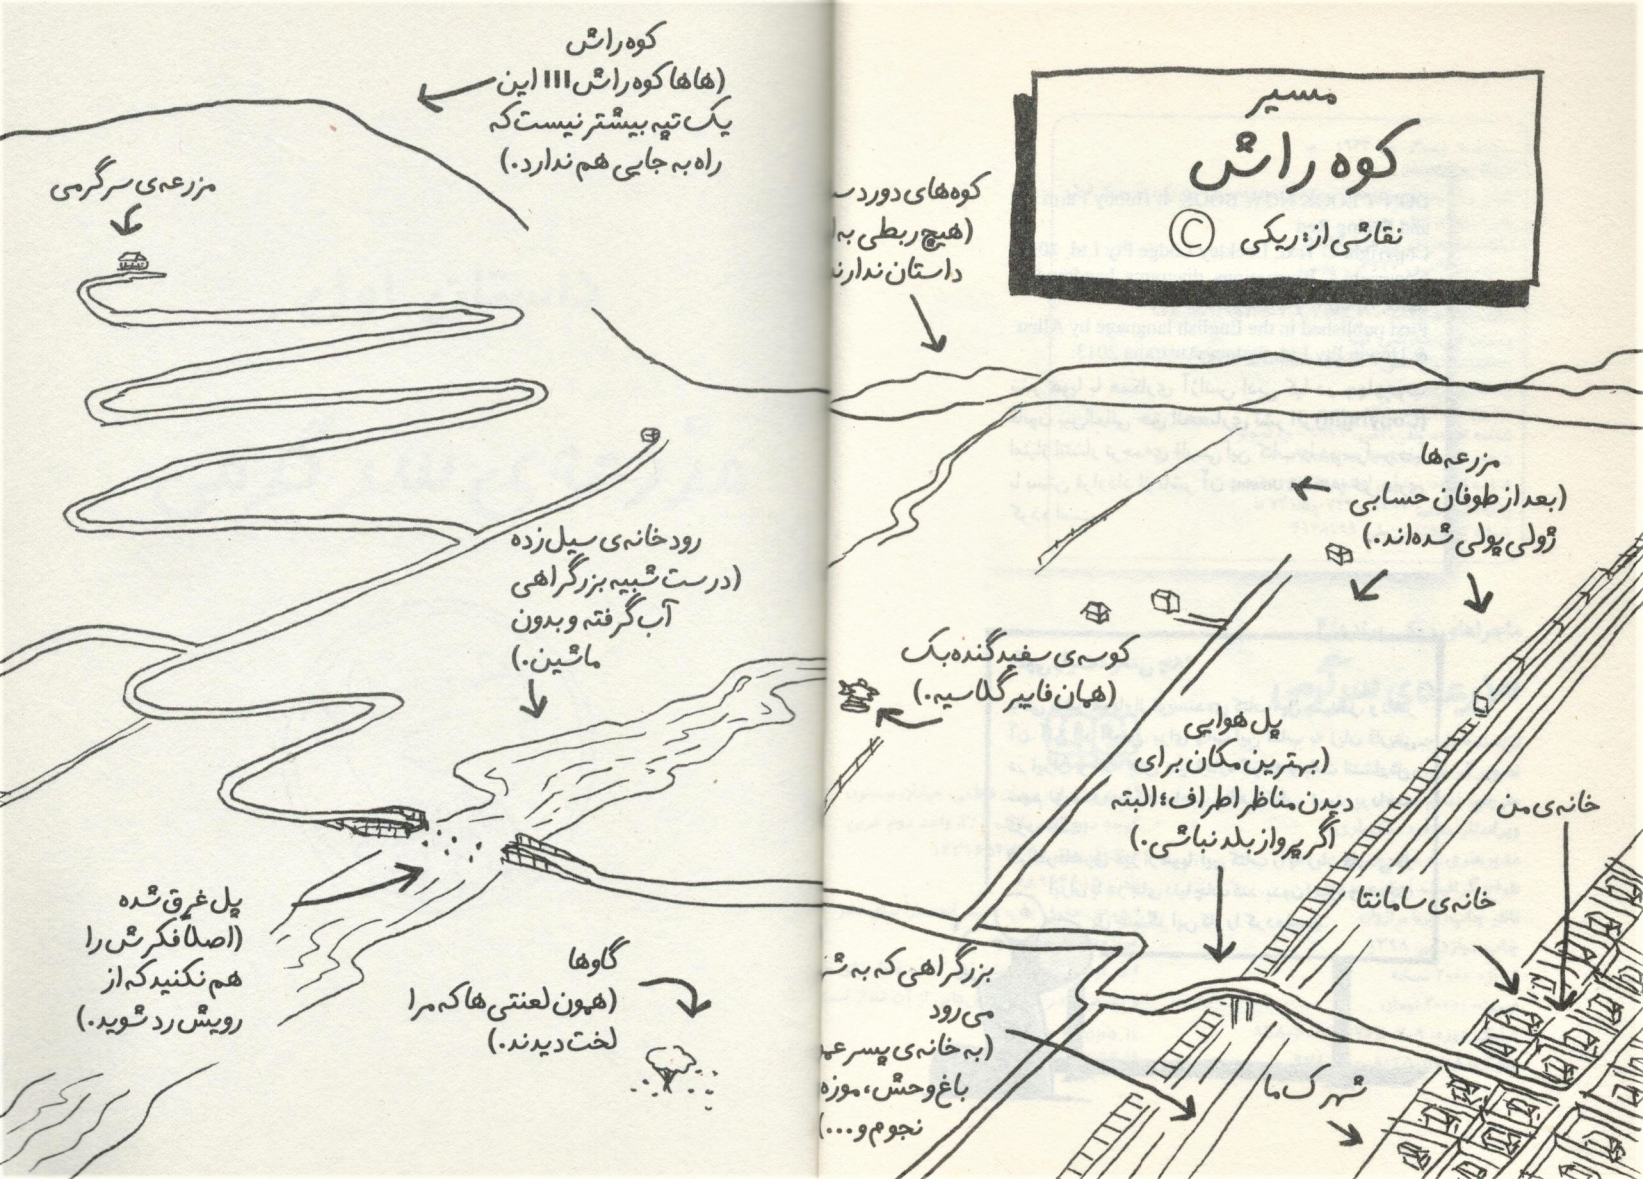 مسیر
کوه راش
نقاشی از: ریکی ©
کوه راش
(هاها کوه راش!!! این
یک تپه بیشتر نیست که
راه به جایی هم ندارد.)
مزرعه‌ی سرگرمی
کوه‌های دوردس
(هیچ ربطی به
داستان ندارند
مزرعه‌ها
(بعد از طوفان حسابی
ژولی پولی شده‌اند.)
رودخانه‌ی سیل‌زده
(درست شبیه بزرگراهی
آب گرفته و بدون
ماشین.)
کوسه‌ی سفید گنده‌بک
(همان فایبرگلاسیه.)
پل هوایی
(بهترین مکان برای
دیدن مناظر اطراف؛ البته
اگر پرواز بلد نباشی.)
خانه‌ی من
خانه‌ی سامانتا
پل غرق شده
(اصلاً فکرش را
هم نکنید که از
رویش رد شوید.)
گاوها
(همون لعنتی‌ها که مرا
لخت دیدند.)
بزرگراهی که به شـ
می‌رود
(به خانه‌ی پسرعمـ
باغ‌وحش، موزه
نجوم و...)
شهرک ما